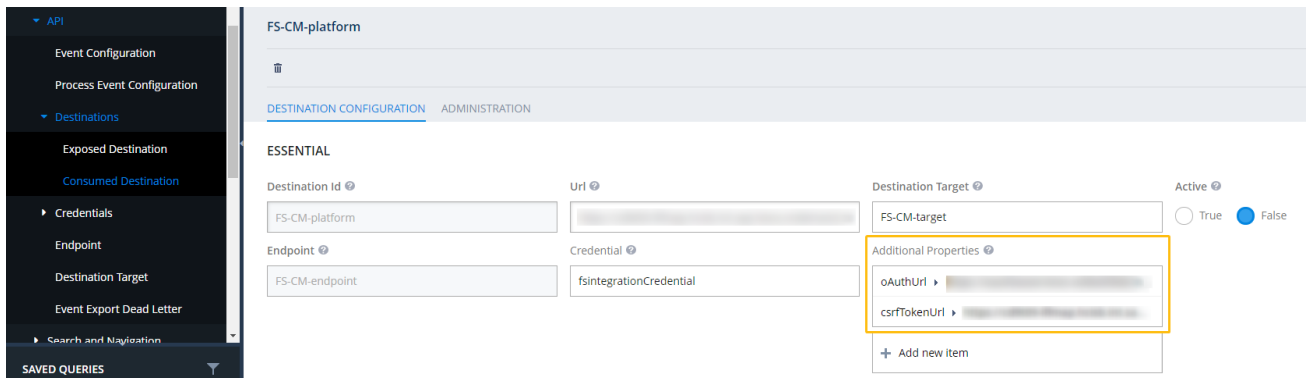 API
Event Configuration
Process Event Configuration
Destinations
Exposed Destination
Consumed Destination
Credentials
Endpoint
Destination Target
Event Export Dead Letter
Search and Navigation
SAVED QUERIES
FS-CM-platform
DESTINATION CONFIGURATION ADMINISTRATION
ESSENTIAL
Destination Id Url Destination Target Active
FS-CM-platform FS-CM-target True False
Endpoint Credential Additional Properties
FS-CM-endpoint fsintegrationCredential oAuthUrl
csrfTokenUrl
+ Add new item